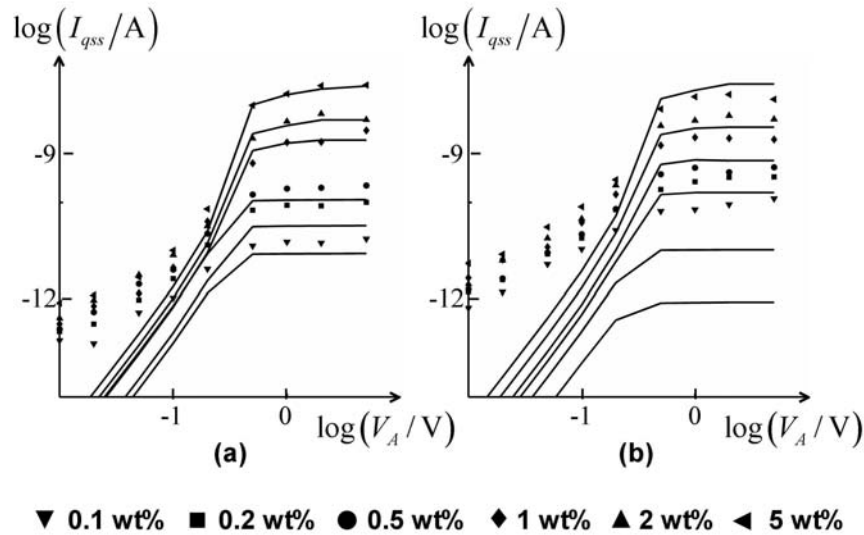 log(I_qss/A)
-9
-12
-1
0
log(V_A/V)
(a)
log(I_qss/A)
-9
-12
-1
0
log(V_A/V)
(b)
▼ 0.1 wt% ■ 0.2 wt% ● 0.5 wt% ♦ 1 wt% ▲ 2 wt% ◄ 5 wt%